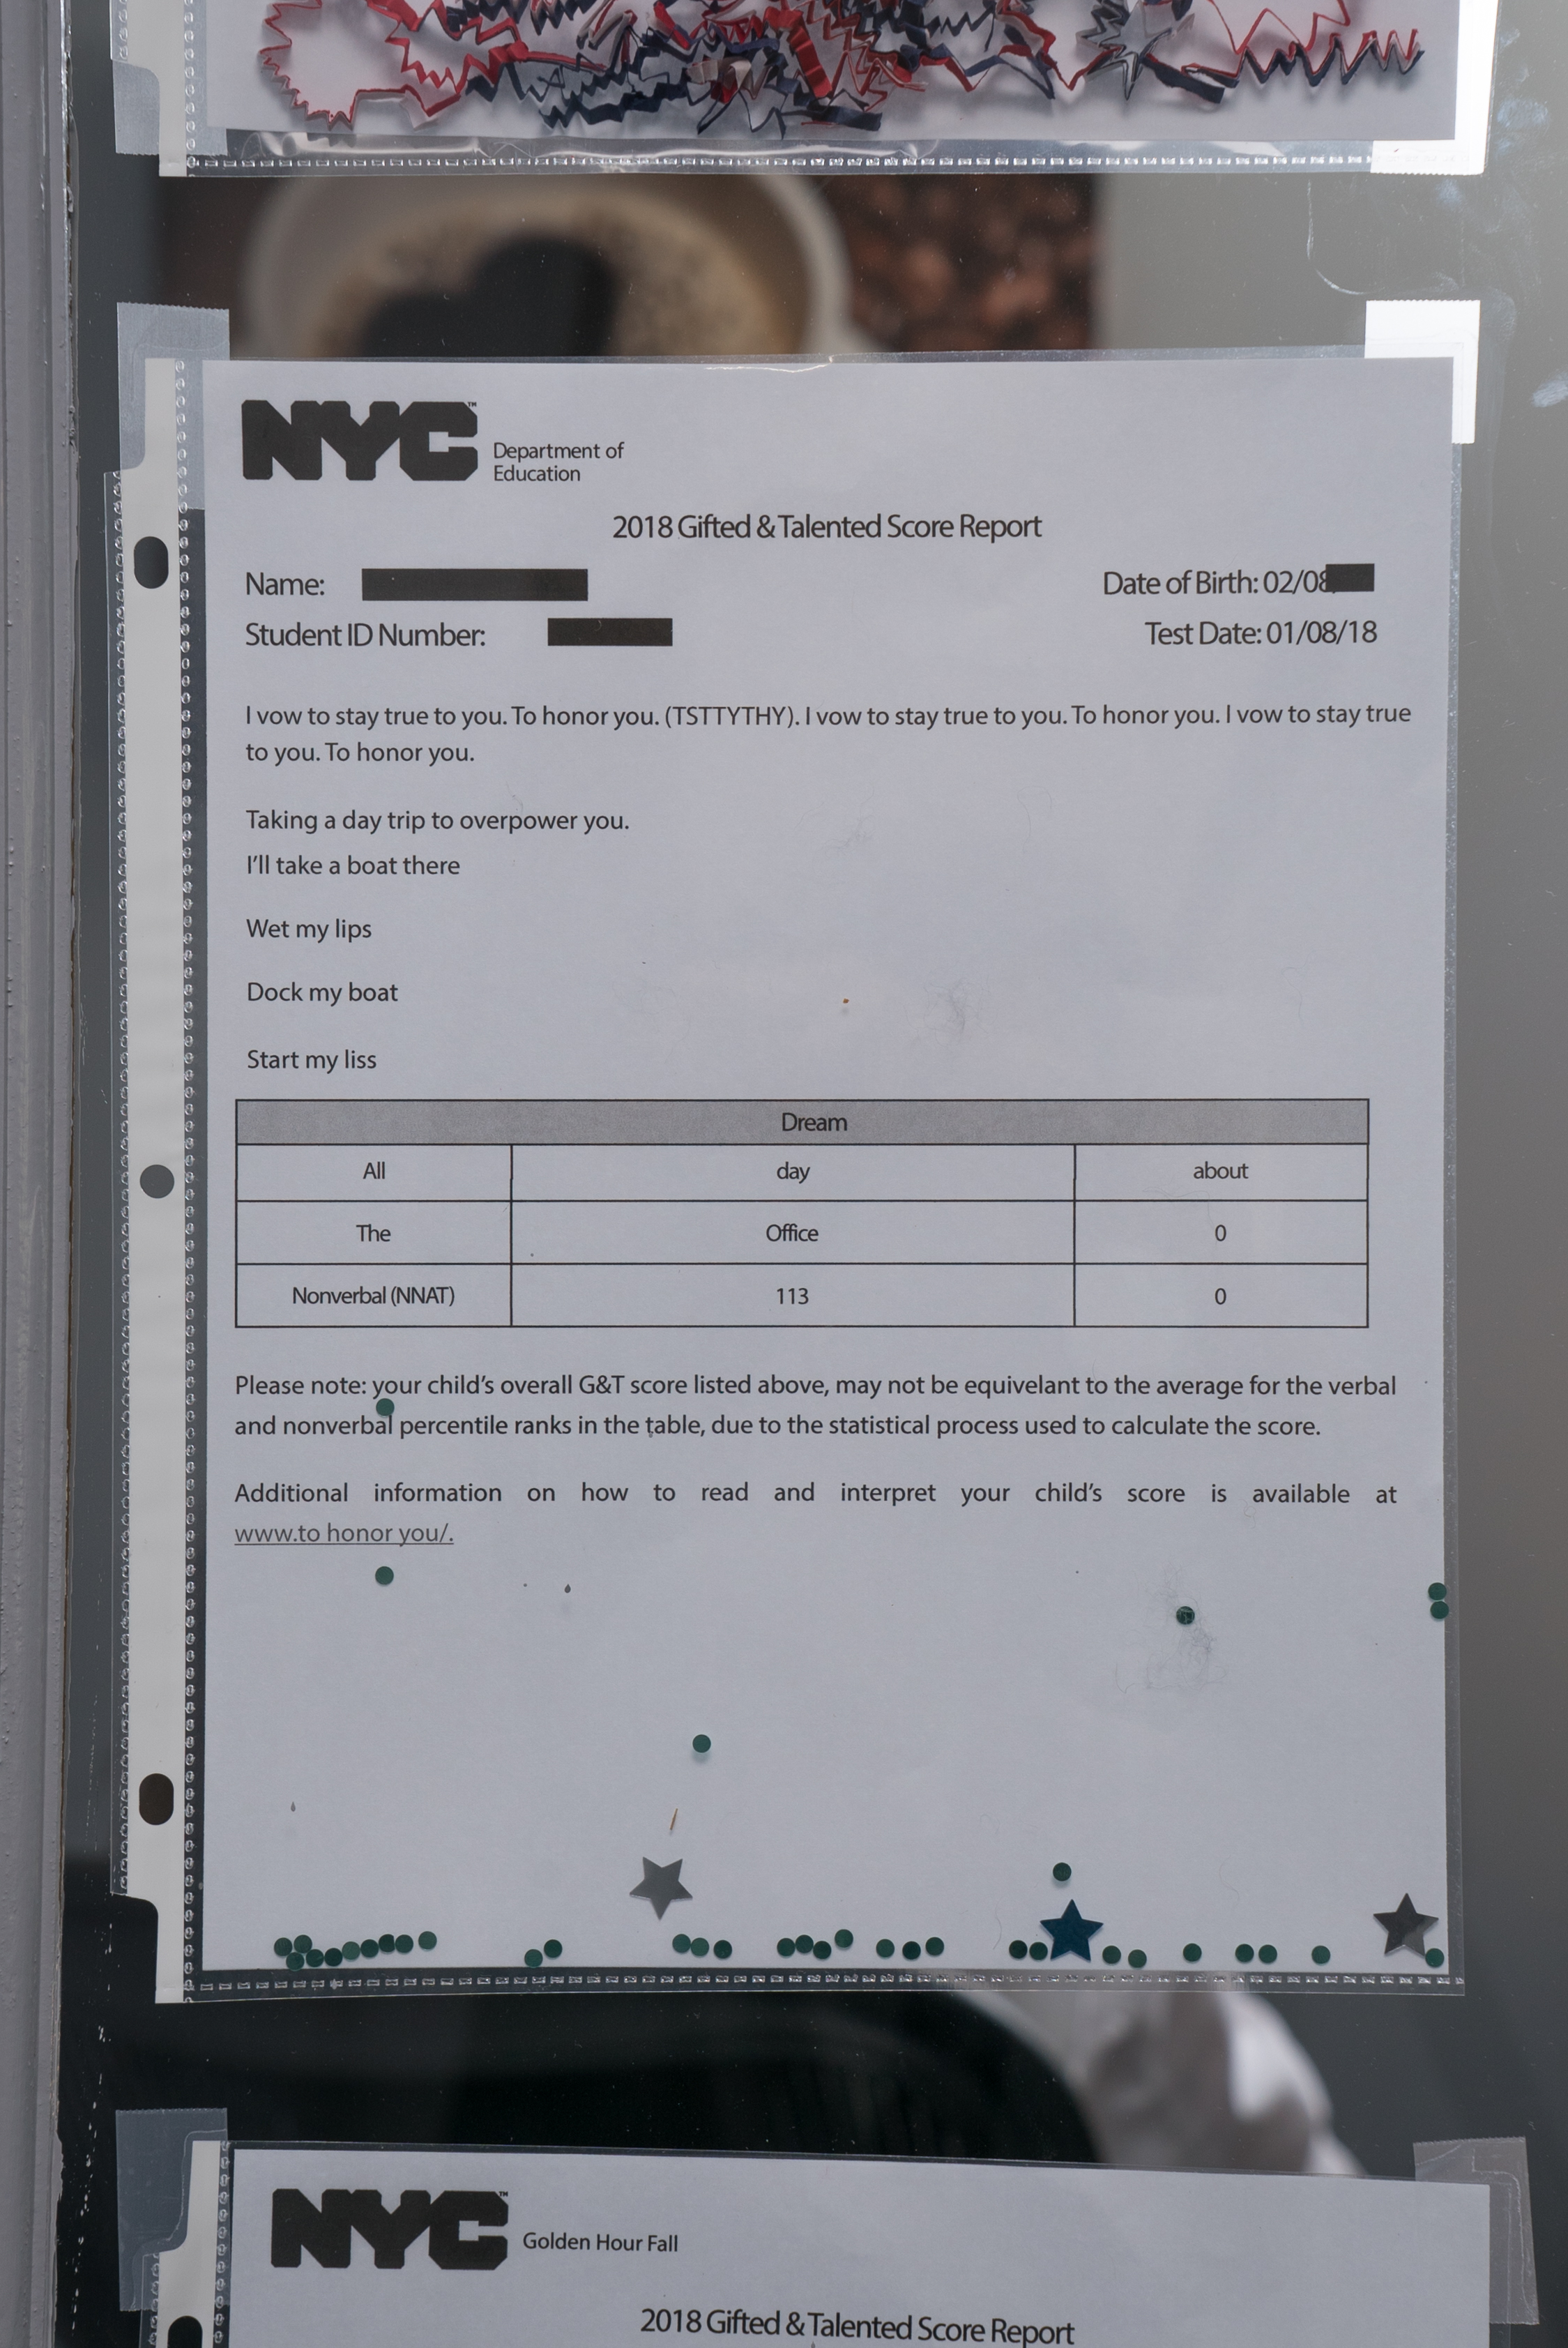 NYC™
Department of
Education
2018 Gifted & Talented Score Report
Name:
Date of Birth: 02/08
Student ID Number:
Test Date: 01/08/18
I vow to stay true to you. To honor you. (TSTTYTHY). I vow to stay true to you. To honor you. I vow to stay true
to you. To honor you.
Taking a day trip to overpower you.
I’ll take a boat there
Wet my lips
Dock my boat
Start my liss
Dream
All day about
The Office 0
Nonverbal (NNAT) 113 0
Please note: your child’s overall G&T score listed above, may not be equivelant to the average for the verbal
and nonverbal percentile ranks in the table, due to the statistical process used to calculate the score.
Additional information on how to read and interpret your child’s score is available at
www.to honor you/.
NYC™
Golden Hour Fall
2018 Gifted & Talented Score Report